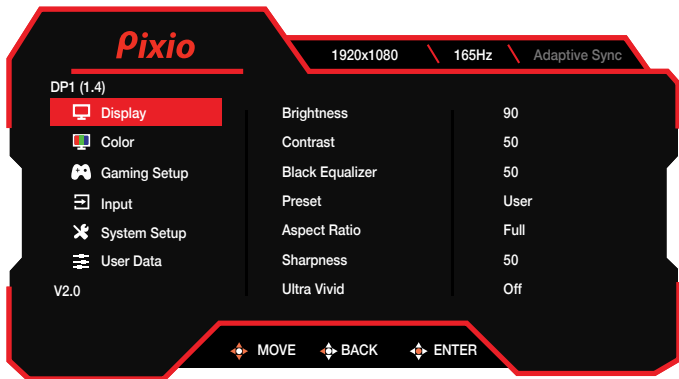 Pixio
1920x1080 165Hz Adaptive Sync
DP1 (1.4)
Display Brightness 90
Color Contrast 50
Gaming Setup Black Equalizer 50
Input Preset User
System Setup Aspect Ratio Full
User Data Sharpness 50
V2.0 Ultra Vivid Off
MOVE BACK ENTER